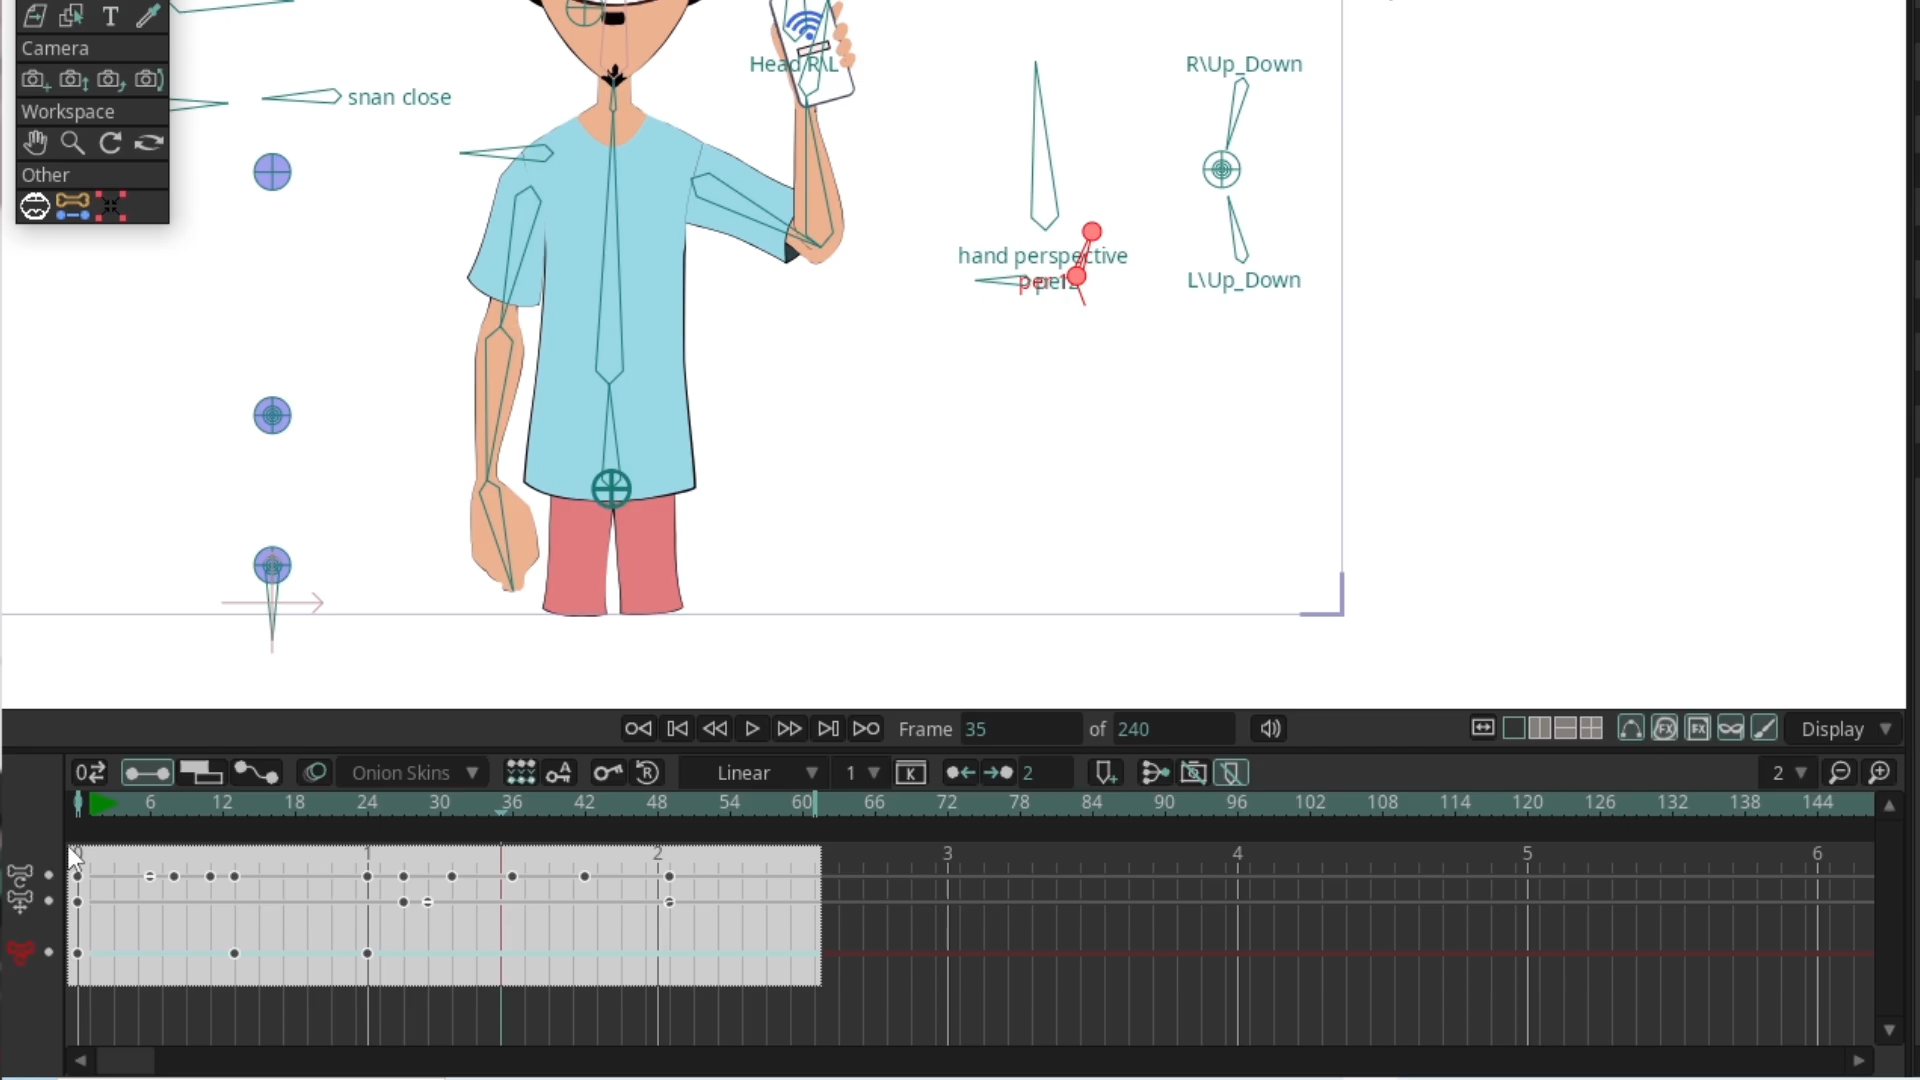 T
Camera
Workspace
Other
snan close
Head R\L
R\Up_Down
hand perspective
L\Up_Down
Frame 35 of 240
Display
Onion Skins
Linear
1
K
2
2
6 12 18 24 30 36 42 48 54 60 66 72 78 84 90 96 102 108 114 120 126 132 138 144
0 1 2 3 4 5 6